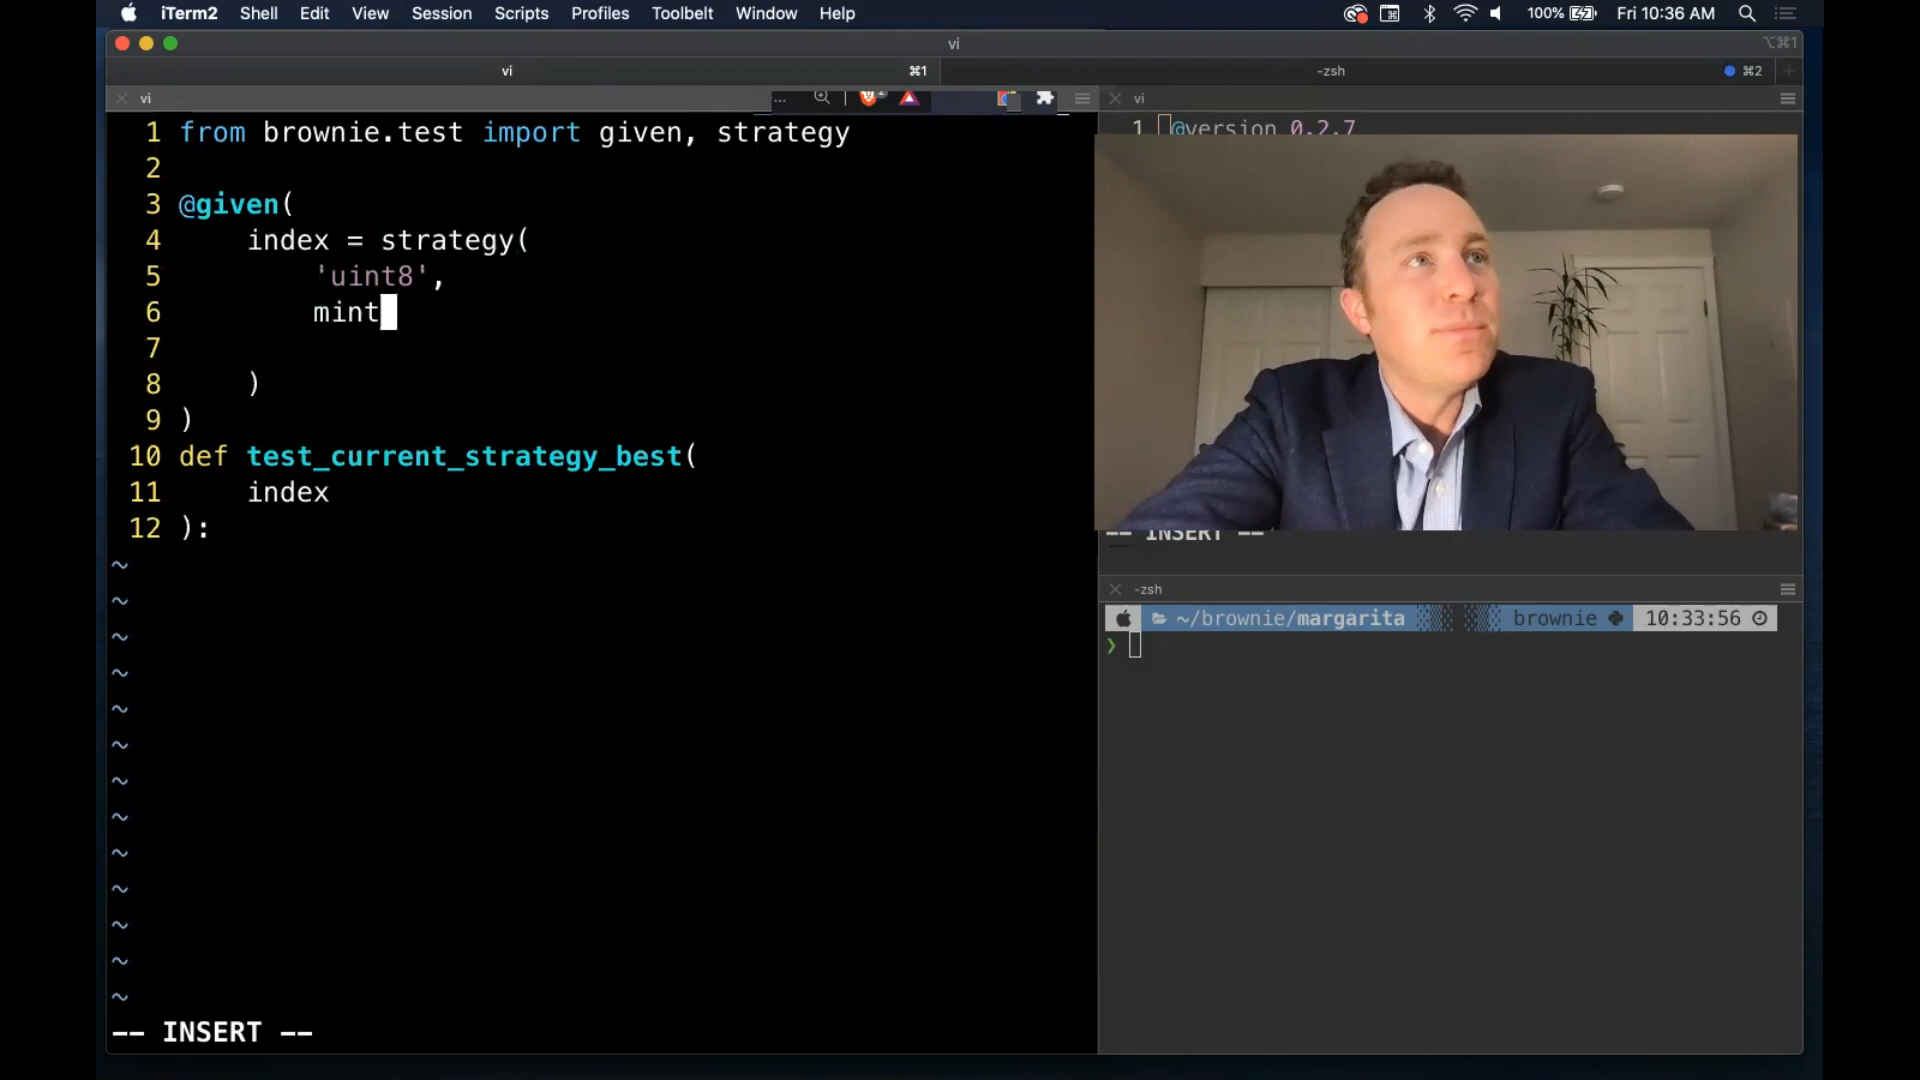 iTerm2 Shell Edit View Session Scripts Profiles Toolbelt Window Help 100% Fri 10:36 AM
vi ⌥⌘1
vi ⌘1 -zsh ⌘2
vi ...
1 from brownie.test import given, strategy
2
3 @given(
4 index = strategy(
5 'uint8',
6 mint
7
8 )
9 )
10 def test_current_strategy_best(
11 index
12 ):
~
~
~
~
~
~
~
~
~
~
~
~
~
-- INSERT --
vi
1 @version 0.2.7
-- INSERT --
-zsh
~/brownie/margarita brownie 10:33:56
❯